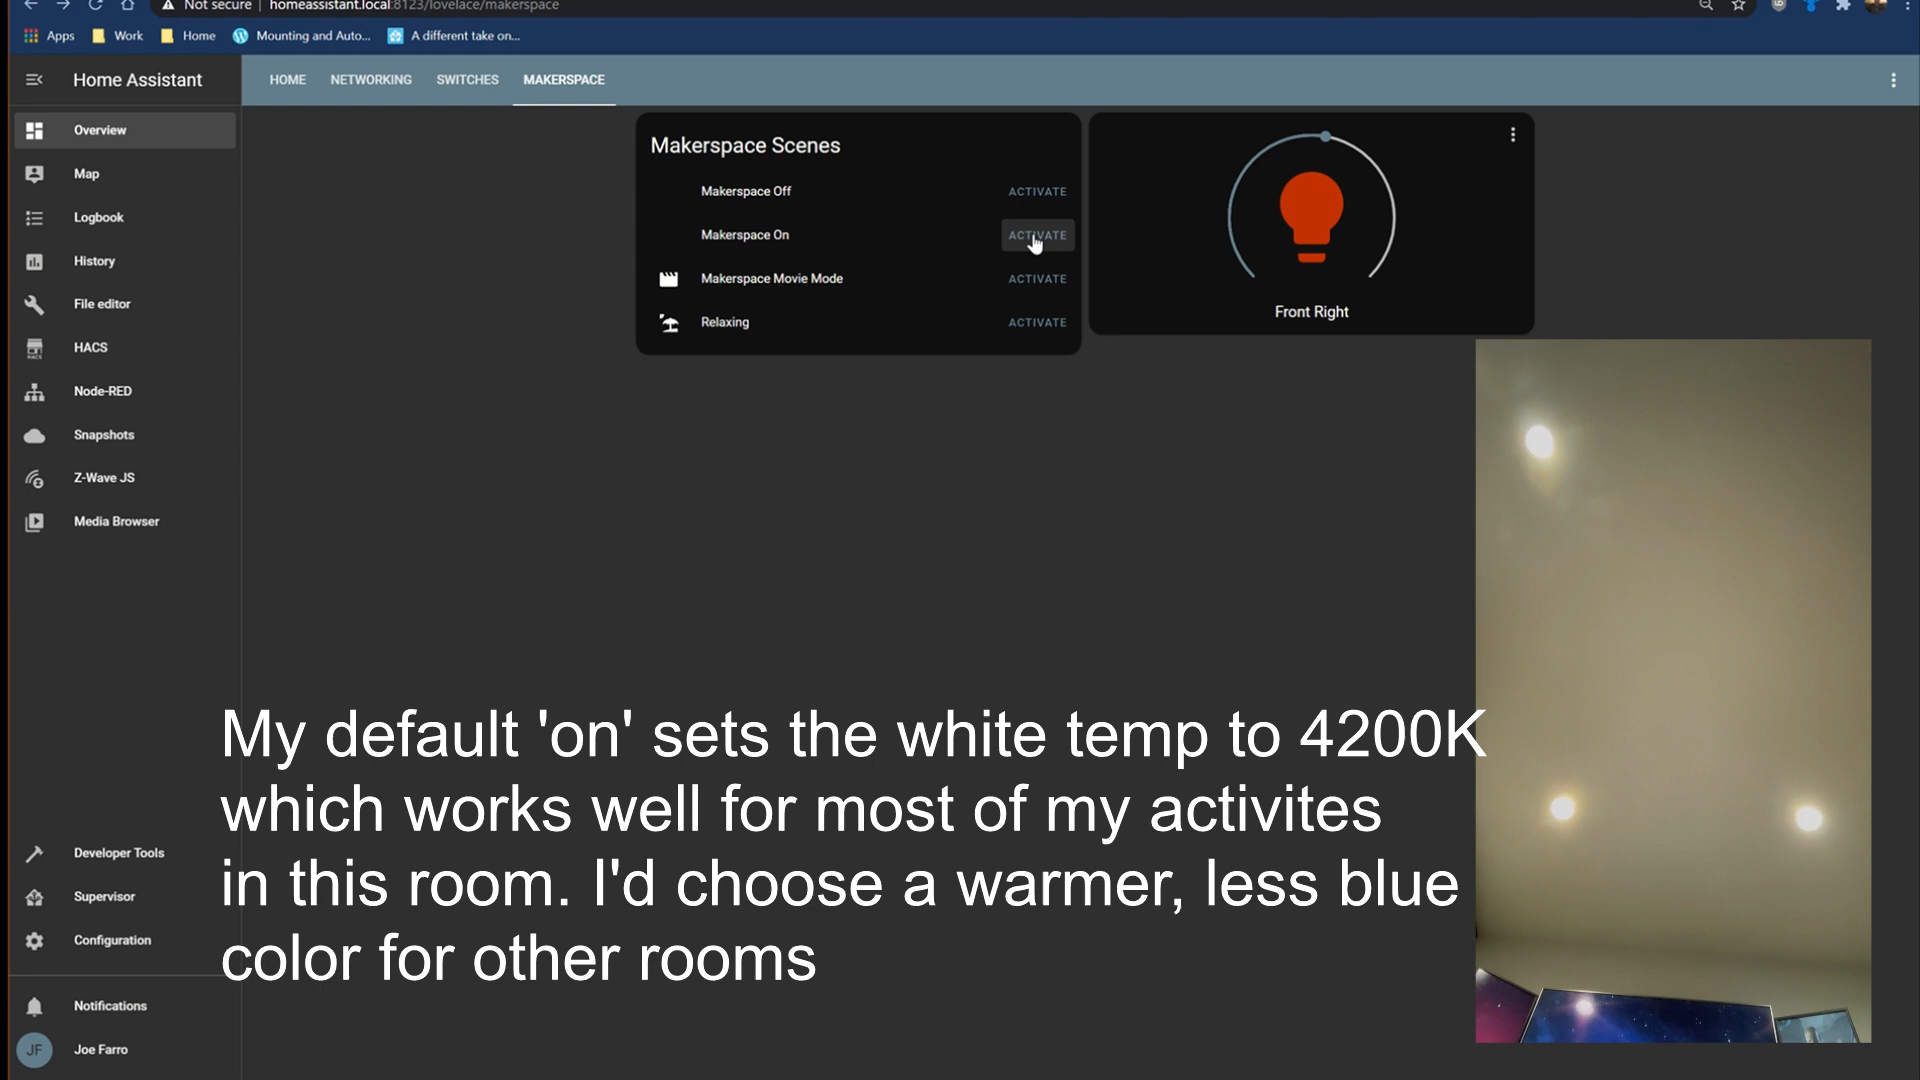 Not secure | homeassistant.local:8123/lovelace/makerspace
Apps Work Home Mounting and Auto... A different take on...
Home Assistant
HOME NETWORKING SWITCHES MAKERSPACE
Overview
Map
Logbook
History
File editor
HACS
Node-RED
Snapshots
Z-Wave JS
Media Browser
Developer Tools
Supervisor
Configuration
Notifications
JF Joe Farro
Makerspace Scenes
Makerspace Off ACTIVATE
Makerspace On ACTIVATE
Makerspace Movie Mode ACTIVATE
Relaxing ACTIVATE
Front Right
My default 'on' sets the white temp to 4200K
which works well for most of my activites
in this room. I'd choose a warmer, less blue
color for other rooms